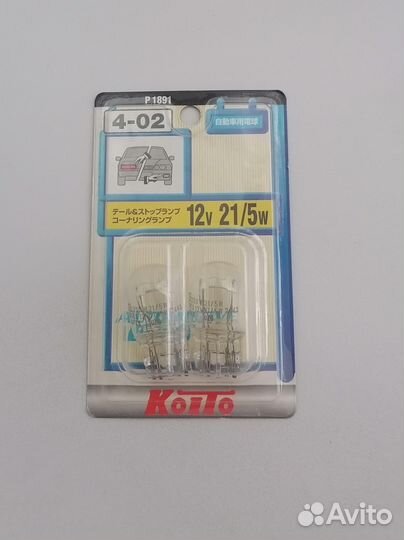 P 1891
4-02
自動車用電球
テール&ストップランプ
コーナリングランプ
12V 21/5W
KOITO
Avito